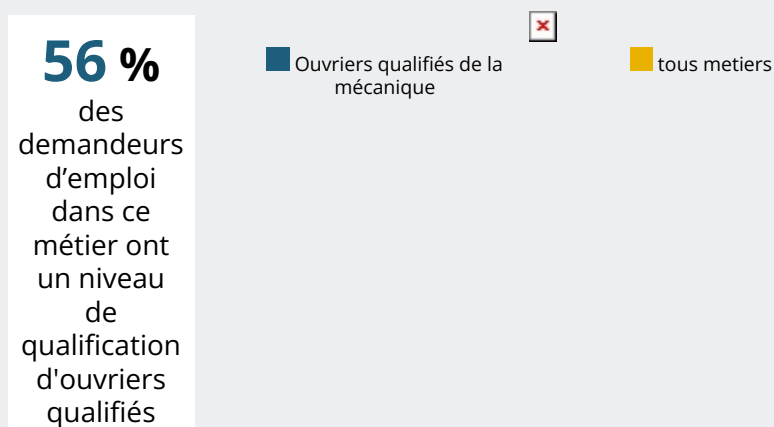 56 %
des
demandeurs
d’emploi
dans ce
métier ont
un niveau
de
qualification
d'ouvriers
qualifiés
Ouvriers qualifiés de la
mécanique
tous metiers